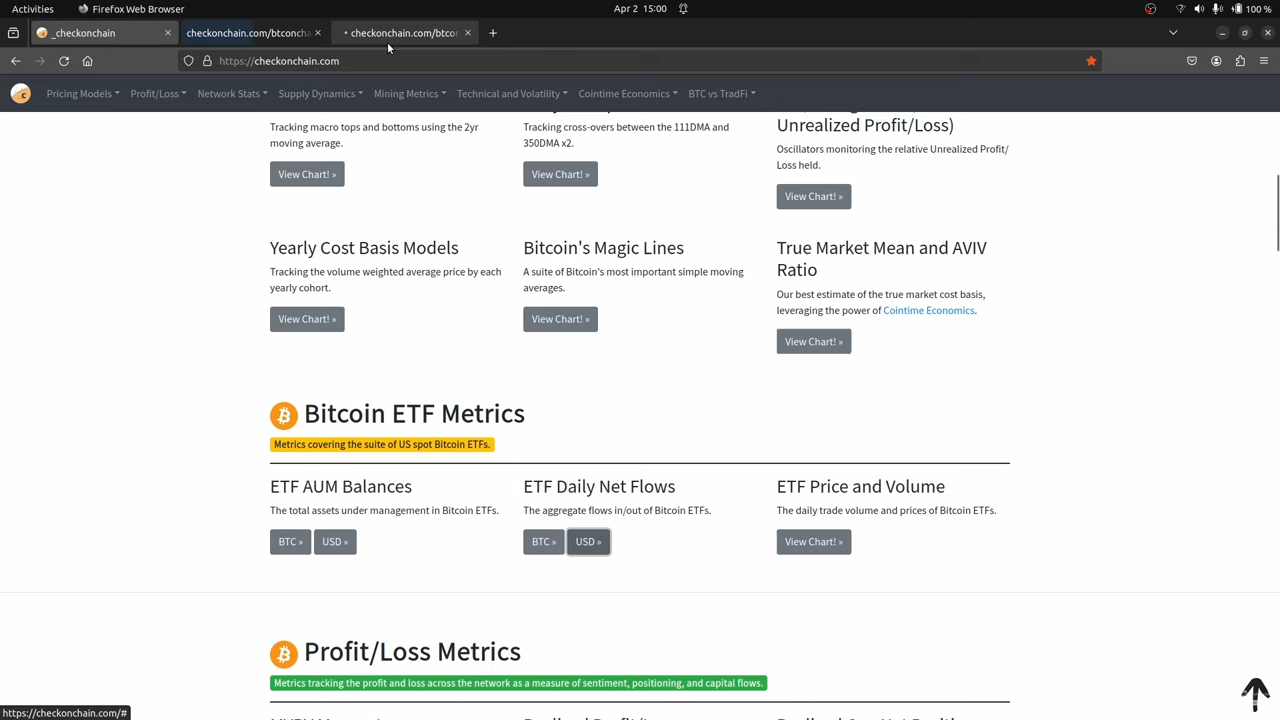 Activities
Firefox Web Browser
Apr 2 15:00
100 %
_checkonchain
checkonchain.com/btconcha
checkonchain.com/btcor
https://checkonchain.com
Pricing Models
Profit/Loss
Network Stats
Supply Dynamics
Mining Metrics
Technical and Volatility
Cointime Economics
BTC vs TradFi
Tracking macro tops and bottoms using the 2yr
moving average.
View Chart! »
Tracking cross-overs between the 111DMA and
350DMA x2.
View Chart! »
Unrealized Profit/Loss)
Oscillators monitoring the relative Unrealized Profit/
Loss held.
View Chart! »
Yearly Cost Basis Models
Tracking the volume weighted average price by each
yearly cohort.
View Chart! »
Bitcoin's Magic Lines
A suite of Bitcoin's most important simple moving
averages.
View Chart! »
True Market Mean and AVIV
Ratio
Our best estimate of the true market cost basis,
leveraging the power of Cointime Economics.
View Chart! »
Bitcoin ETF Metrics
Metrics covering the suite of US spot Bitcoin ETFs.
ETF AUM Balances
The total assets under management in Bitcoin ETFs.
BTC » USD »
ETF Daily Net Flows
The aggregate flows in/out of Bitcoin ETFs.
BTC » USD »
ETF Price and Volume
The daily trade volume and prices of Bitcoin ETFs.
View Chart! »
Profit/Loss Metrics
Metrics tracking the profit and loss across the network as a measure of sentiment, positioning, and capital flows.
https://checkonchain.com/#